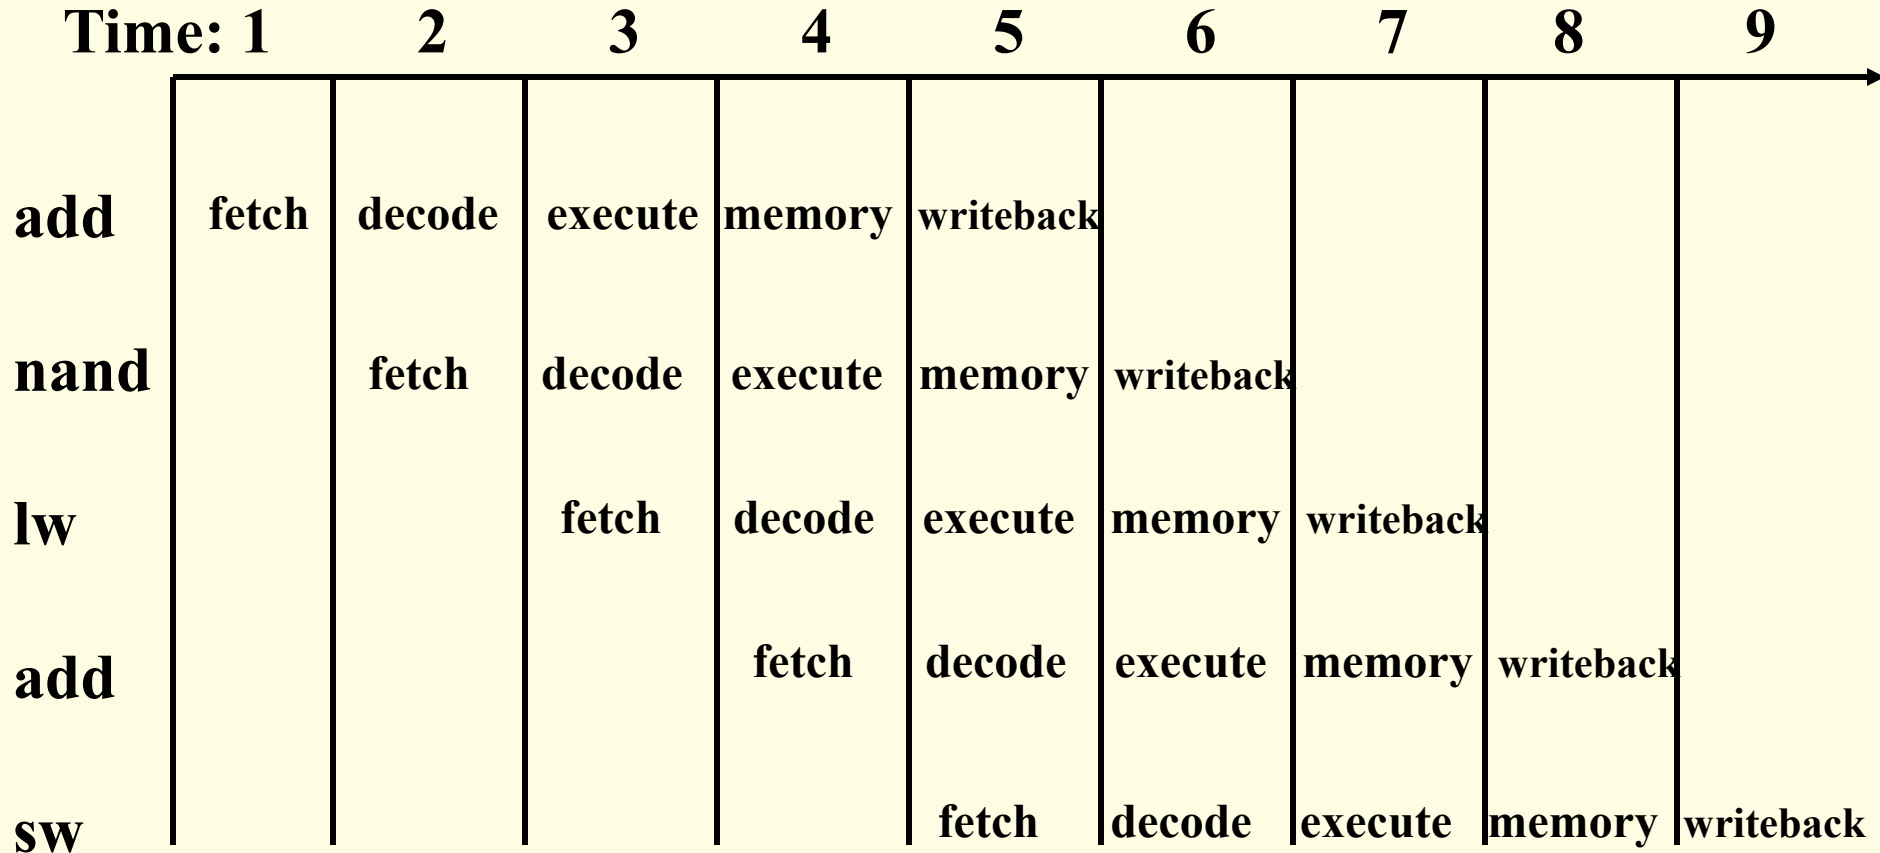 Time: 1 2 3 4 5 6 7 8 9
add fetch decode execute memory writeback
nand fetch decode execute memory writeback
lw fetch decode execute memory writeback
add fetch decode execute memory writeback
sw fetch decode execute memory writeback